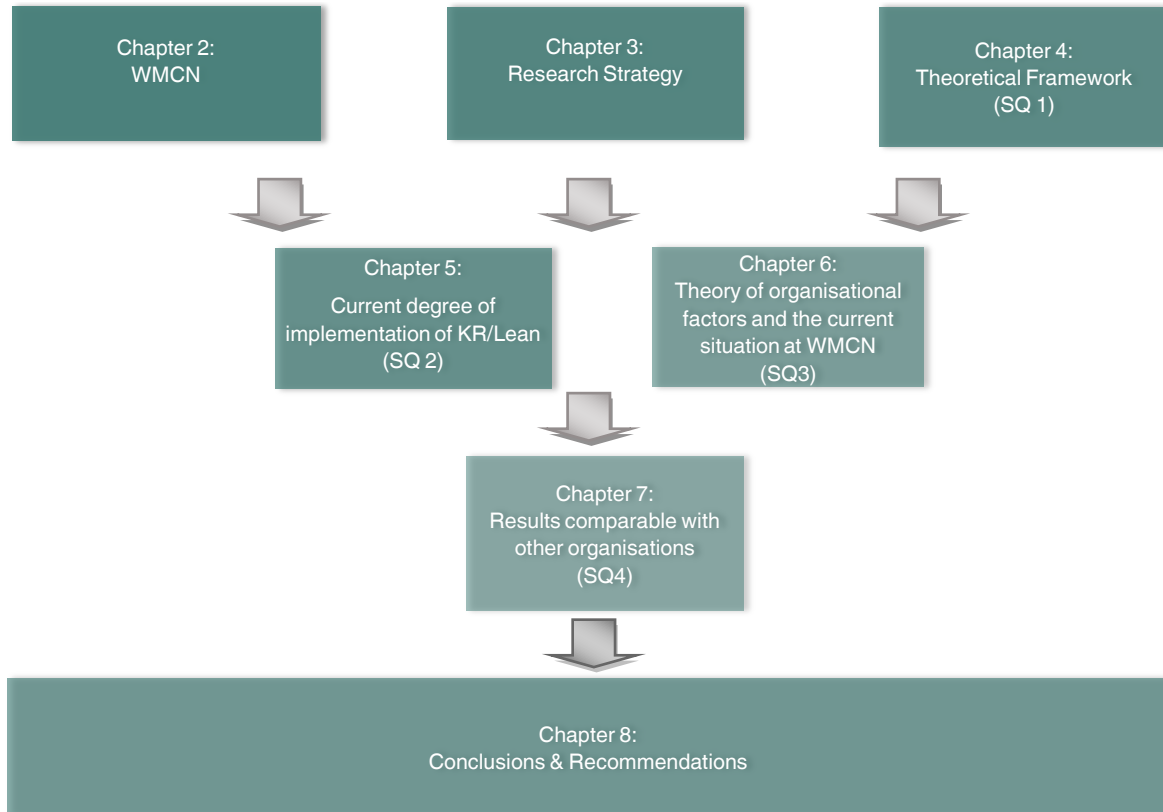 Chapter 2:
WMCN
Chapter 3:
Research Strategy
Chapter 4:
Theoretical Framework
(SQ 1)
Chapter 5:
Current degree of
implementation of KR/Lean
(SQ 2)
Chapter 6:
Theory of organisational
factors and the current
situation at WMCN
(SQ3)
Chapter 7:
Results comparable with
other organisations
(SQ4)
Chapter 8:
Conclusions & Recommendations